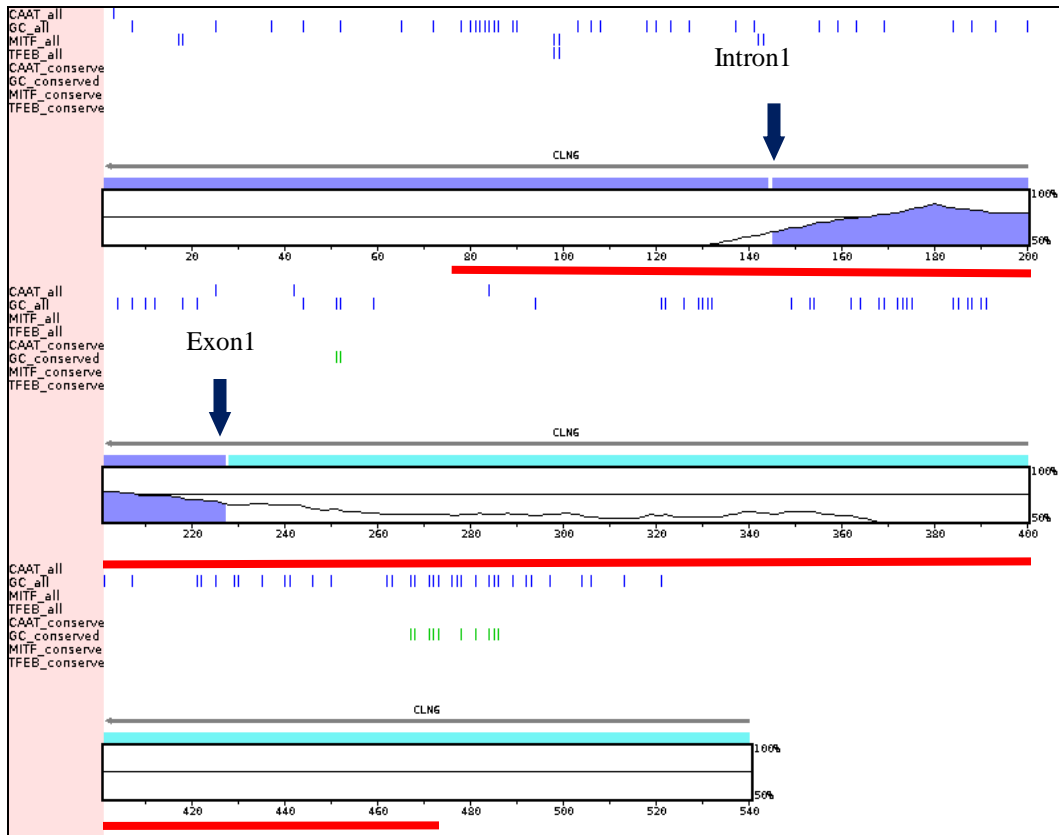 CAAT_all
GC_all
MITF_all
TFEB_all
CAAT_conserve
GC_conserved
MITF_conserve
TFEB_conserve
Intron1
CLN6
100%
50%
20 40 60 80 100 120 140 160 180 200
CAAT_all
GC_all
MITF_all
TFEB_all
CAAT_conserve
GC_conserved
MITF_conserve
TFEB_conserve
Exon1
CLN6
100%
50%
220 240 260 280 300 320 340 360 380 400
CAAT_all
GC_all
MITF_all
TFEB_all
CAAT_conserve
GC_conserved
MITF_conserve
TFEB_conserve
CLN6
100%
50%
420 440 460 480 500 520 540